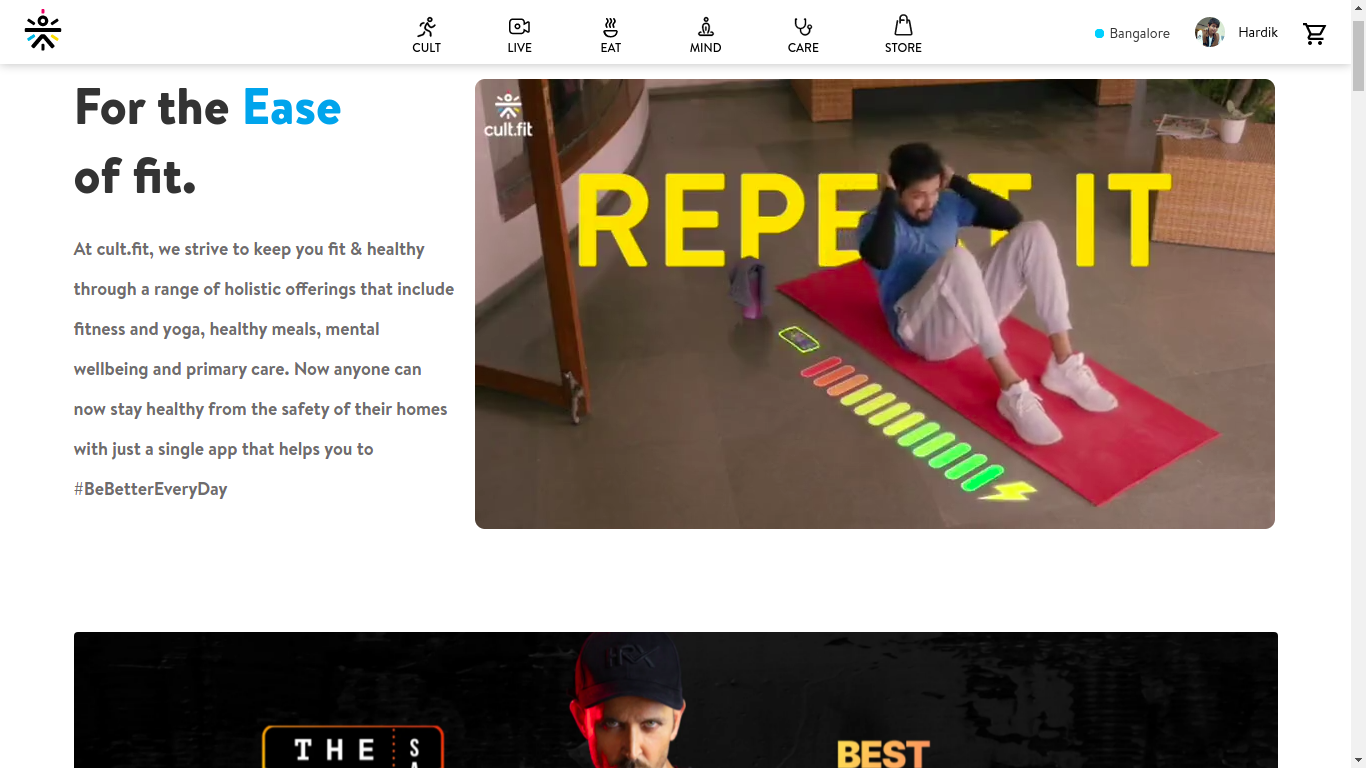 CULT
LIVE
EAT
MIND
CARE
STORE
Bangalore
Hardik
For the Ease
of fit.
At cult.fit, we strive to keep you fit & healthy
through a range of holistic offerings that include
fitness and yoga, healthy meals, mental
wellbeing and primary care. Now anyone can
now stay healthy from the safety of their homes
with just a single app that helps you to
#BeBetterEveryDay
cult.fit
REPEAT IT
HRX
THE
BEST